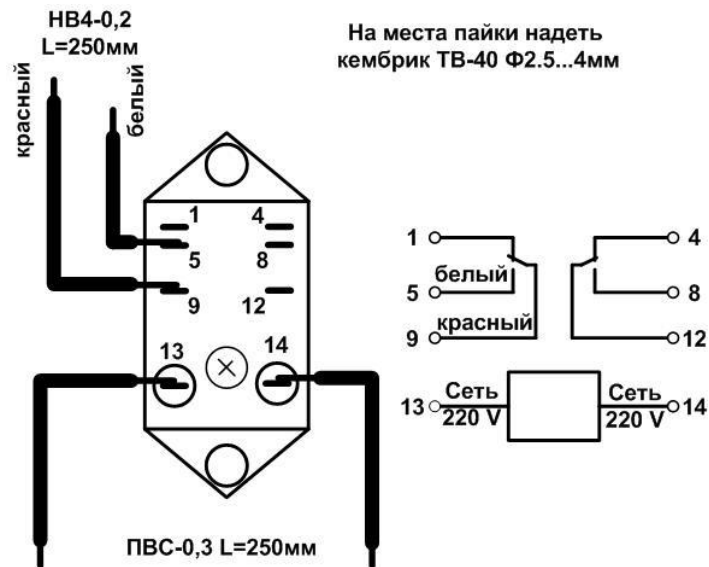 НВ4-0,2
L=250мм
На места пайки надеть
кембрик ТВ-40 Ф2.5...4мм
красный
белый
1 4
5 8
9 12
13 14
1 4
5 белый 8
9 красный 12
13 Сеть 220 V Сеть 220 V 14
ПВС-0,3 L=250мм